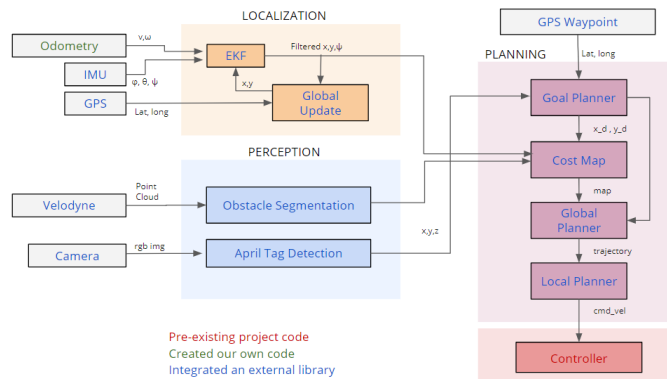 LOCALIZATION
GPS Waypoint
Odometry
v,ω
EKF
Filtered x,y,ψ
Lat, long
PLANNING
IMU
φ, θ, ψ
x,y
GPS
Lat, long
Global
Update
Goal Planner
x_d , y_d
PERCEPTION
Cost Map
Point
Cloud
map
Velodyne
Obstacle Segmentation
Global
Planner
x,y,z
rgb img
Camera
April Tag Detection
trajectory
Local Planner
cmd_vel
Pre-existing project code
Created our own code
Integrated an external library
Controller